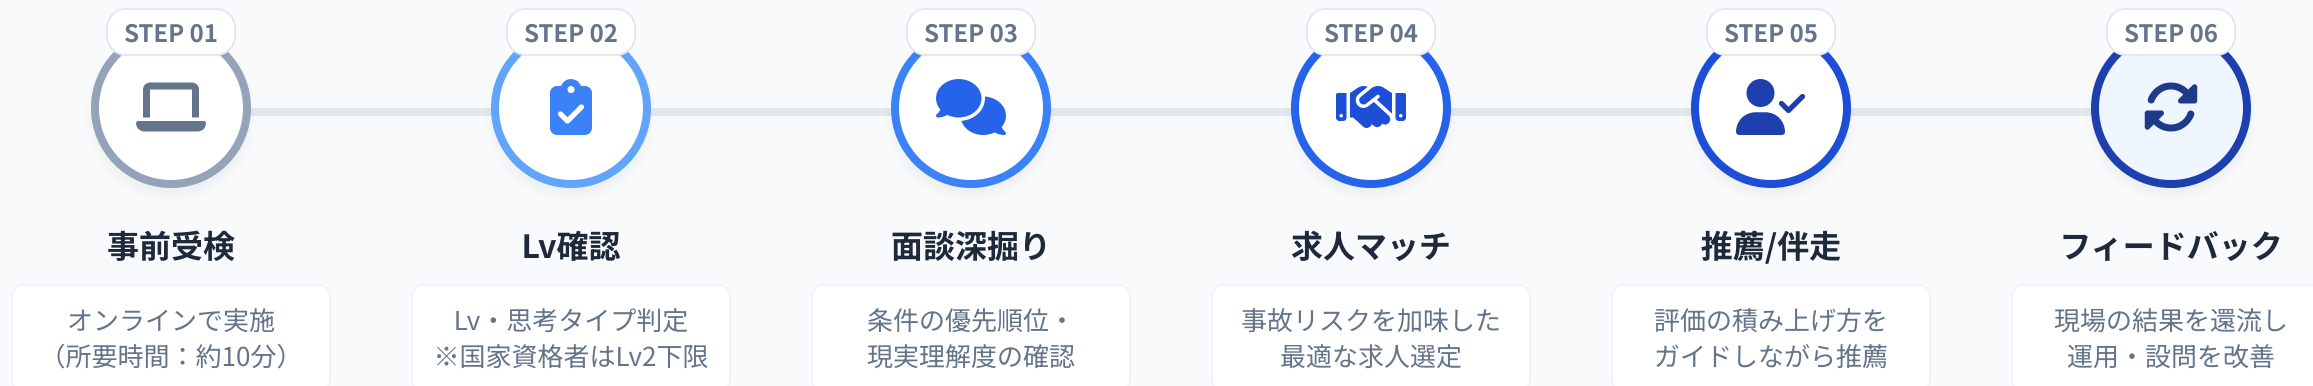 STEP 01
事前受検
オンラインで実施
（所要時間：約10分）
STEP 02
Lv確認
Lv・思考タイプ判定
※国家資格者はLv2下限
STEP 03
面談深掘り
条件の優先順位・
現実理解度の確認
STEP 04
求人マッチ
事故リスクを加味した
最適な求人選定
STEP 05
推薦/伴走
評価の積み上げ方を
ガイドしながら推薦
STEP 06
フィードバック
現場の結果を還流し
運用・設問を改善